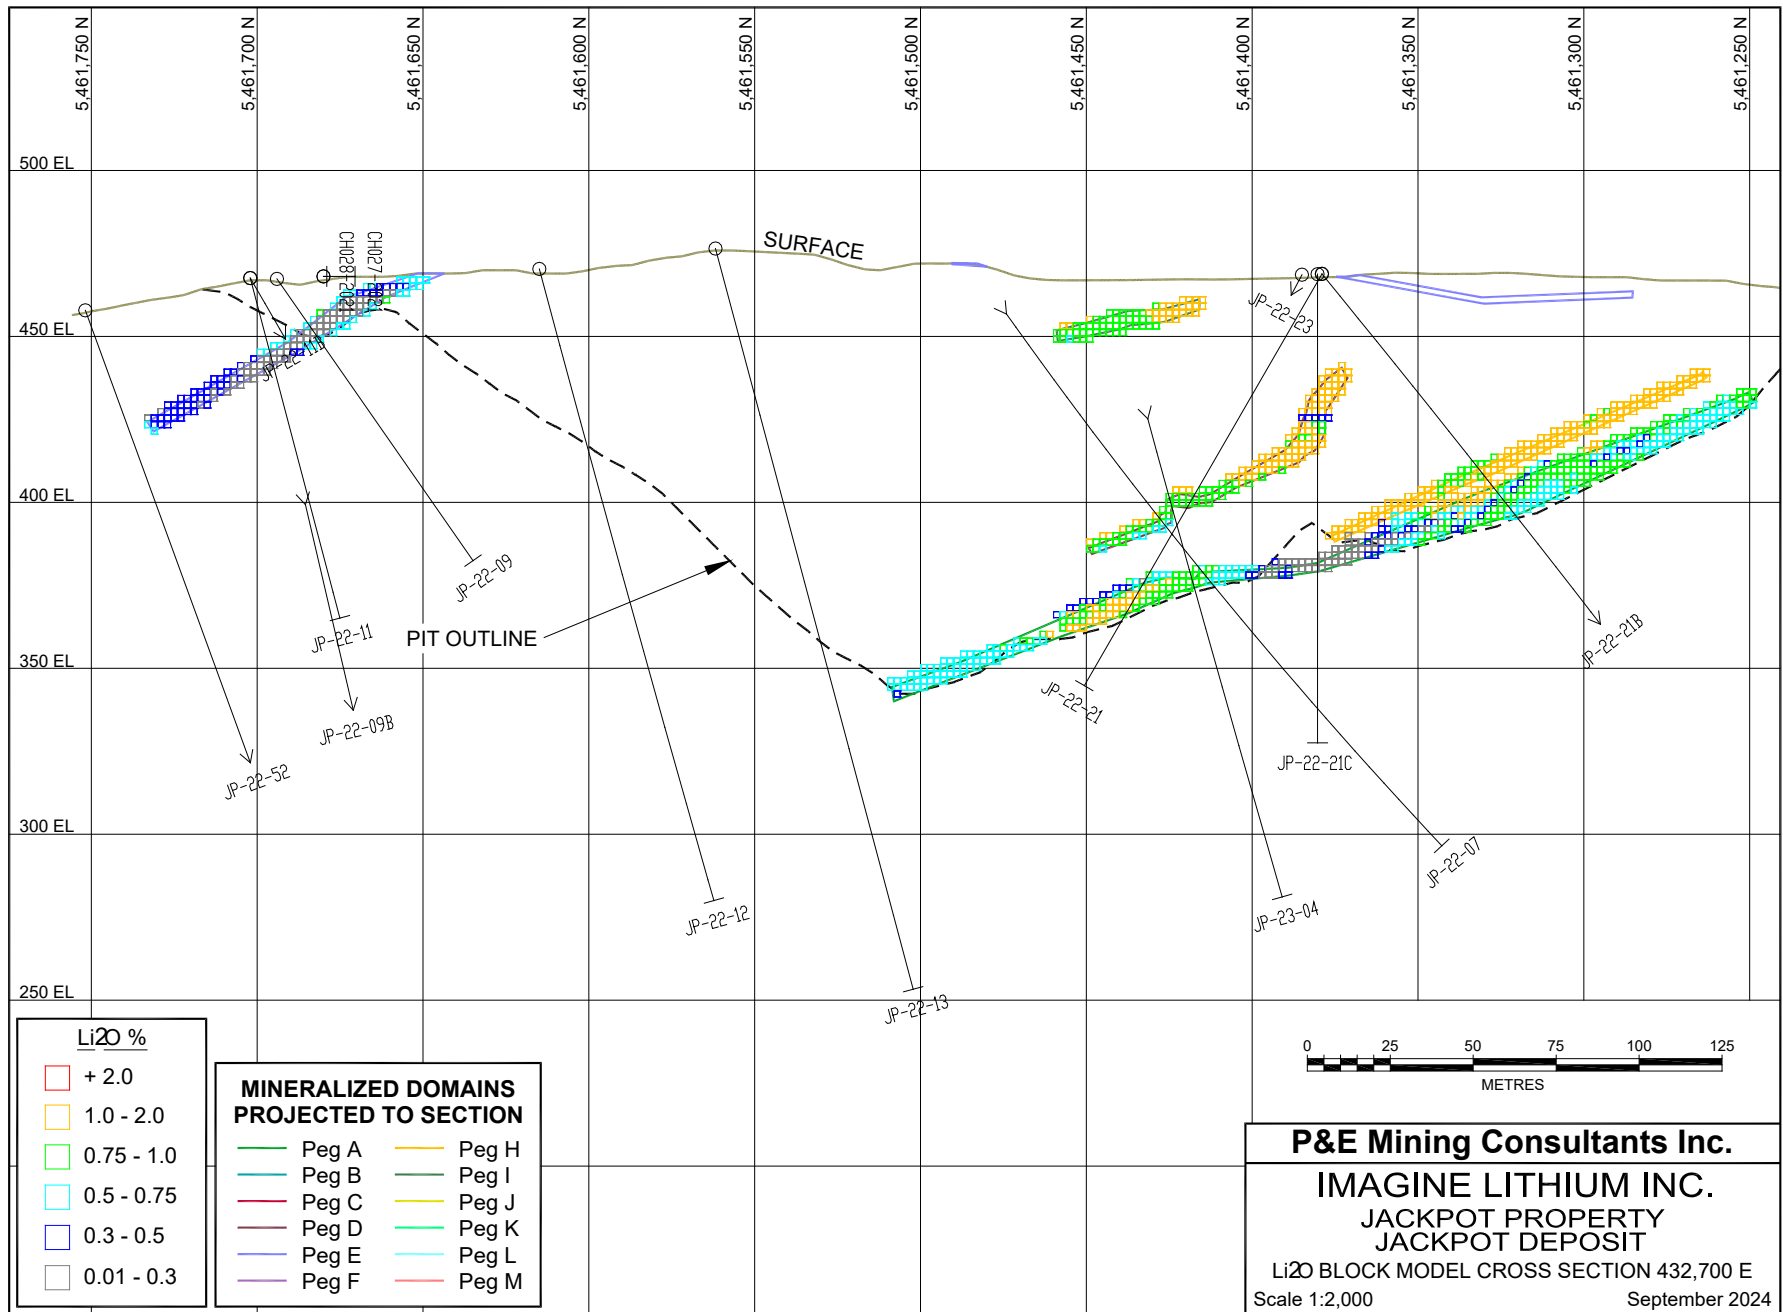 5,461,750 N
5,461,700 N
5,461,650 N
5,461,600 N
5,461,550 N
5,461,500 N
5,461,450 N
5,461,400 N
5,461,350 N
5,461,300 N
5,461,250 N
500 EL
450 EL
400 EL
350 EL
300 EL
250 EL
SURFACE
PIT OUTLINE
CH028-202
JP-22-23
JP-22-09
JP-22-11
JP-22-09B
JP-22-52
JP-22-12
JP-22-13
JP-22-21
JP-22-21B
JP-22-21C
JP-22-07
JP-23-04
Li2O %
+ 2.0
1.0 - 2.0
0.75 - 1.0
0.5 - 0.75
0.3 - 0.5
0.01 - 0.3
MINERALIZED DOMAINS
PROJECTED TO SECTION
Peg A
Peg B
Peg C
Peg D
Peg E
Peg F
Peg H
Peg I
Peg J
Peg K
Peg L
Peg M
0 25 50 75 100 125
METRES
P&E Mining Consultants Inc.
IMAGINE LITHIUM INC.
JACKPOT PROPERTY
JACKPOT DEPOSIT
Li2O BLOCK MODEL CROSS SECTION 432,700 E
Scale 1:2,000 September 2024